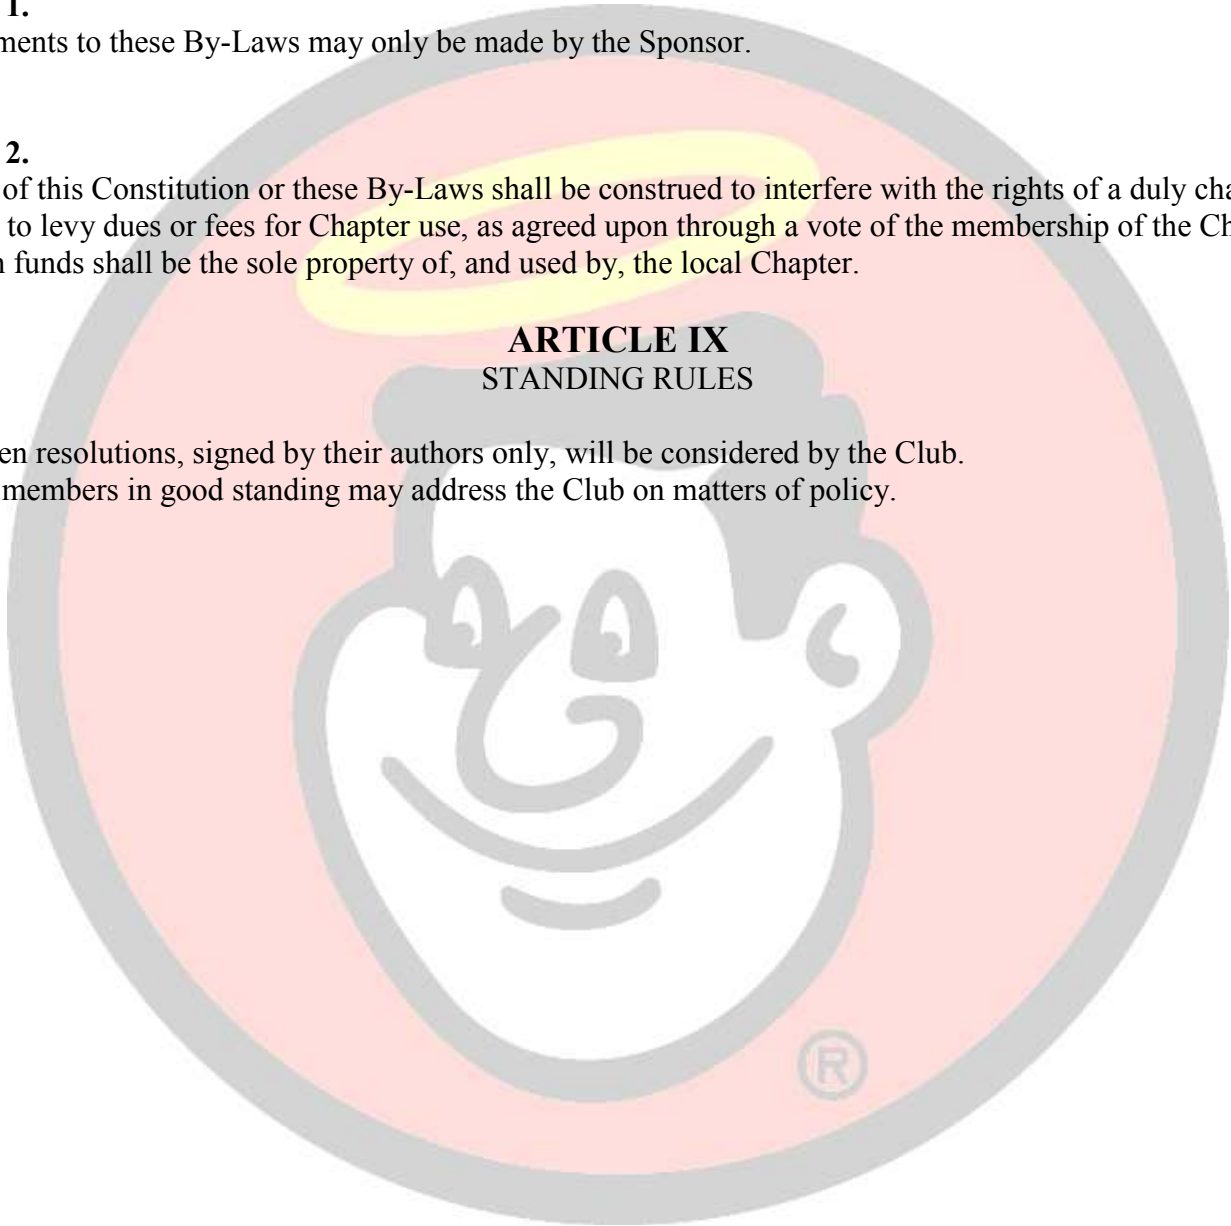 1.
ments to these By-Laws may only be made by the Sponsor.
2.
of this Constitution or these By-Laws shall be construed to interfere with the rights of a duly cha
to levy dues or fees for Chapter use, as agreed upon through a vote of the membership of the Ch
n funds shall be the sole property of, and used by, the local Chapter.
ARTICLE IX
STANDING RULES
en resolutions, signed by their authors only, will be considered by the Club.
members in good standing may address the Club on matters of policy.
®